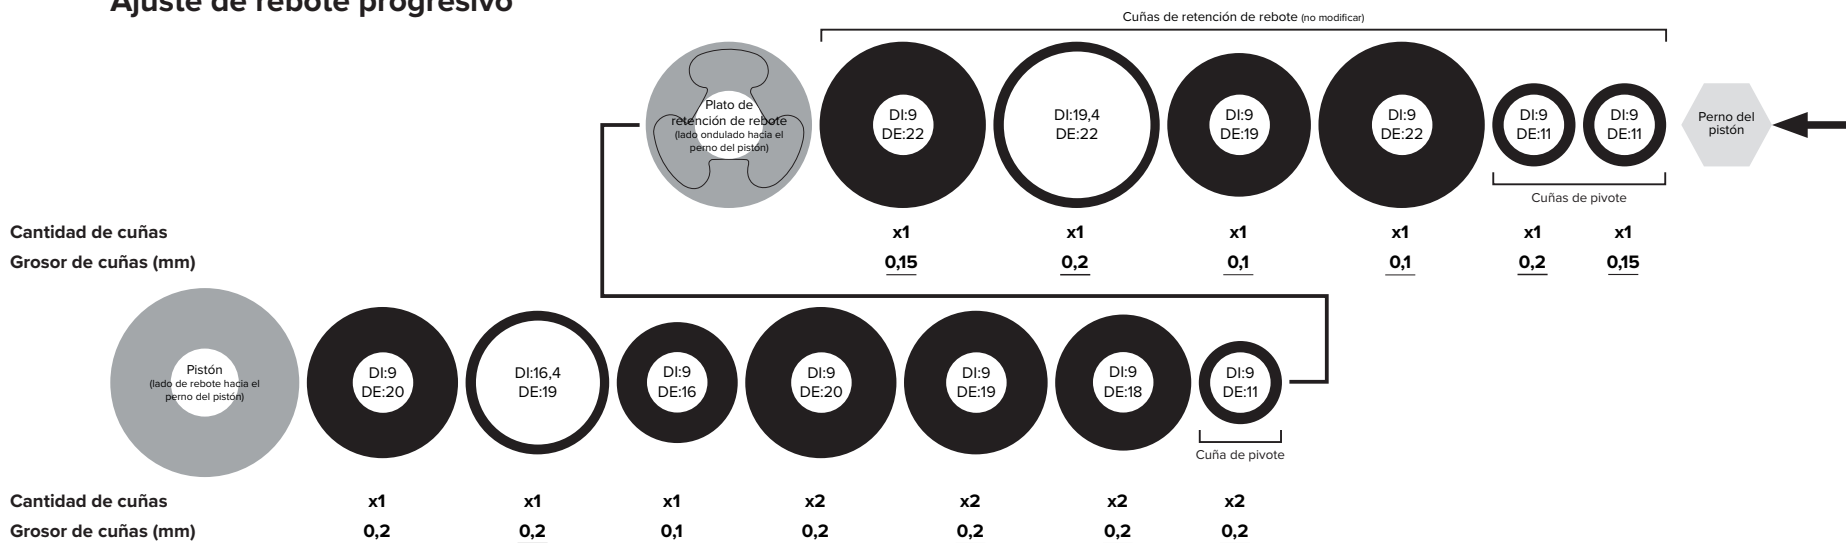 Ajuste de rebote progresivo
Cuñas de retención de rebote (no modificar)
Plato de
retención de rebote
(lado ondulado hacia el
perno del pistón)
DI:9
DE:22
DI:19,4
DE:22
DI:9
DE:19
DI:9
DE:22
DI:9
DE:11
DI:9
DE:11
Perno del
pistón
Cuñas de pivote
Cantidad de cuñas x1 x1 x1 x1 x1 x1
Grosor de cuñas (mm) 0,15 0,2 0,1 0,1 0,2 0,15
Pistón
(lado de rebote hacia el
perno del pistón)
DI:9
DE:20
DI:16,4
DE:19
DI:9
DE:16
DI:9
DE:20
DI:9
DE:19
DI:9
DE:18
DI:9
DE:11
Cuña de pivote
Cantidad de cuñas x1 x1 x1 x2 x2 x2 x2
Grosor de cuñas (mm) 0,2 0,2 0,1 0,2 0,2 0,2 0,2